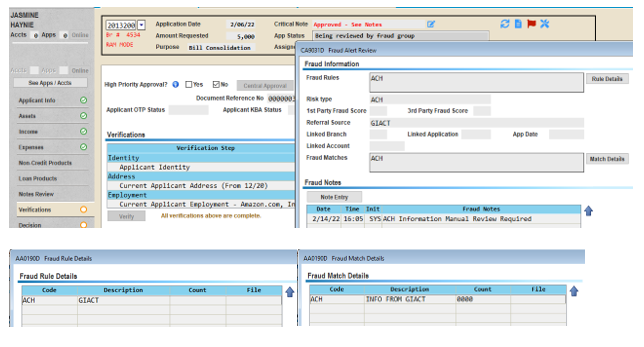 JASMINE
HAYNIE
Accts 0 Apps 0 Online
2013200 Application Date 2/06/22 Critical Note Approved - See Notes
Br # 4534 Amount Requested 5,000 App Status Being reviewed by fraud group
RAM MODE Purpose Bill Consolidation
Accts Apps Online
See Apps / Accts
Applicant Info
Assets
Income
Expenses
Non Credit Products
Loan Products
Notes Review
Verifications
Decision
High Priority Approval? Yes No Central Approval
Document Reference No
Applicant OTP Status Applicant KBA Status
Verifications
Verification Step
Identity
Applicant Identity
Address
Current Applicant Address (From 12/20)
Employment
Current Applicant Employment - Amazon.com, In
Verify All verifications above are complete.
CA9031D Fraud Alert Review
Fraud Information
Fraud Rules ACH Rule Details
Risk type ACH
1st Party Fraud Score 3rd Party Fraud Score
Referral Source GIACT
Linked Branch Linked Application App Date
Linked Account
Fraud Matches ACH Match Details
Fraud Notes
Note Entry
Date Time Init Fraud Notes
2/14/22 16:05 SYS ACH Information Manual Review Required
AA0190D Fraud Rule Details
Fraud Rule Details
Code Description Count File
ACH GIACT
AA0190D Fraud Match Details
Fraud Match Details
Code Description Count File
ACH INFO FROM GIACT 0000